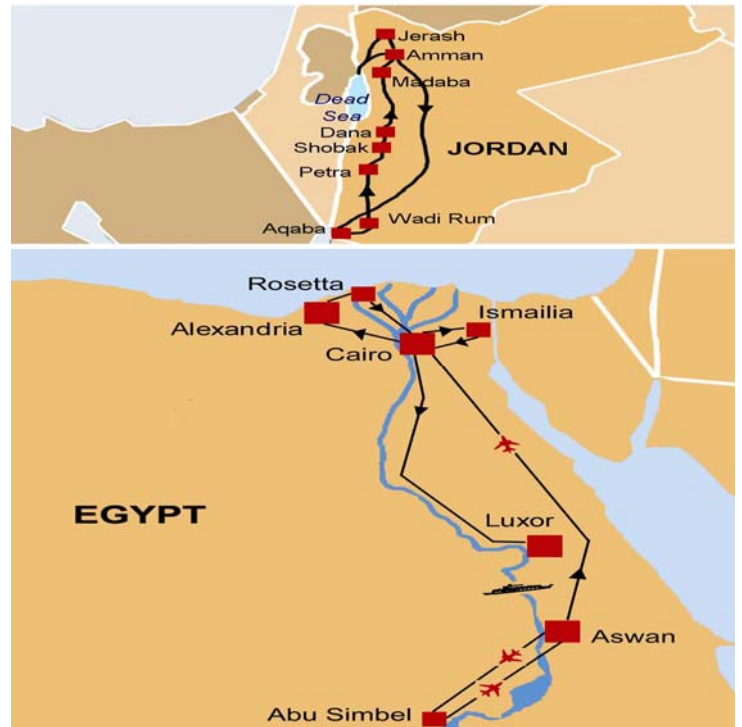 Jerash
Amman
Madaba
Dead
Sea
Dana
Shobak
JORDAN
Petra
Wadi Rum
Aqaba
Rosetta
Ismailia
Alexandria
Cairo
EGYPT
Luxor
Aswan
Abu Simbel